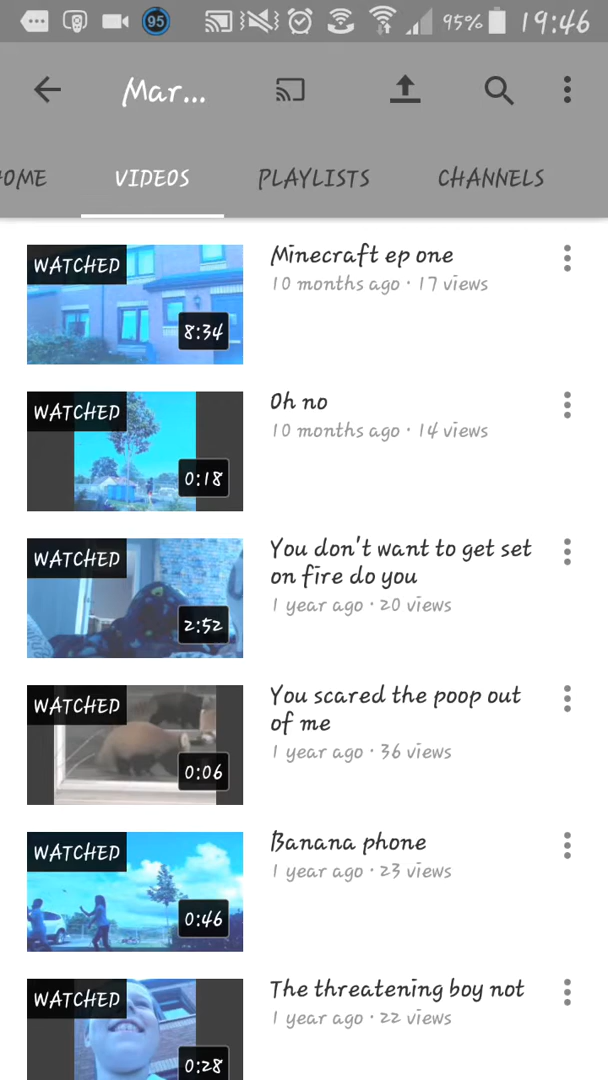 95 95% 19:46
Mar...
OME VIDEOS PLAYLISTS CHANNELS
WATCHED
8:34
Minecraft ep one
10 months ago · 17 views
WATCHED
0:18
Oh no
10 months ago · 14 views
WATCHED
2:52
You don't want to get set
on fire do you
1 year ago · 20 views
WATCHED
0:06
You scared the poop out
of me
1 year ago · 36 views
WATCHED
0:46
Banana phone
1 year ago · 23 views
WATCHED
0:28
The threatening boy not
1 year ago · 22 views